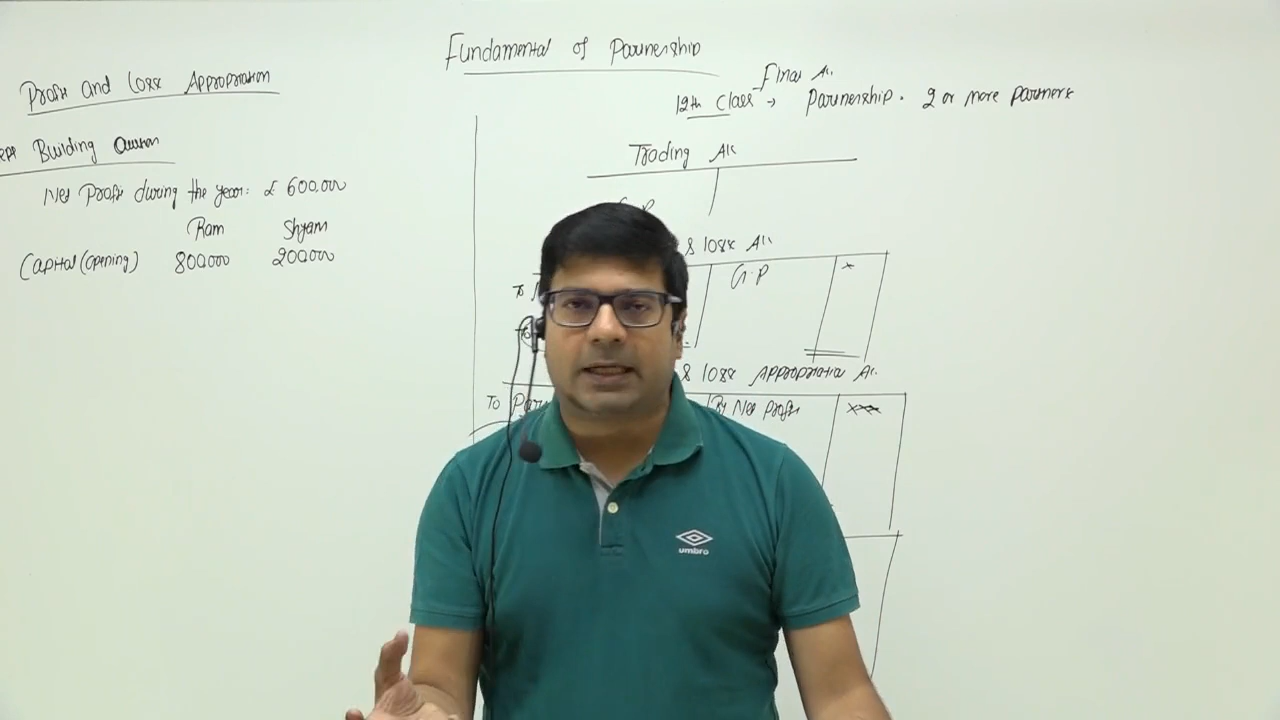 Fundamental of Partnership
Profit and Loss Appropriation
Building Question
Net Profit during the year: £ 600,000
Ram Shyam
Capital (opening) 800000 200000
Final A/c
12th Class → Partnership. 2 or more partners
Trading A/c
G.P
& loss A/c
To
G.P x
To
& loss Appropriation A/c.
To By Net Profit xxx
umbro